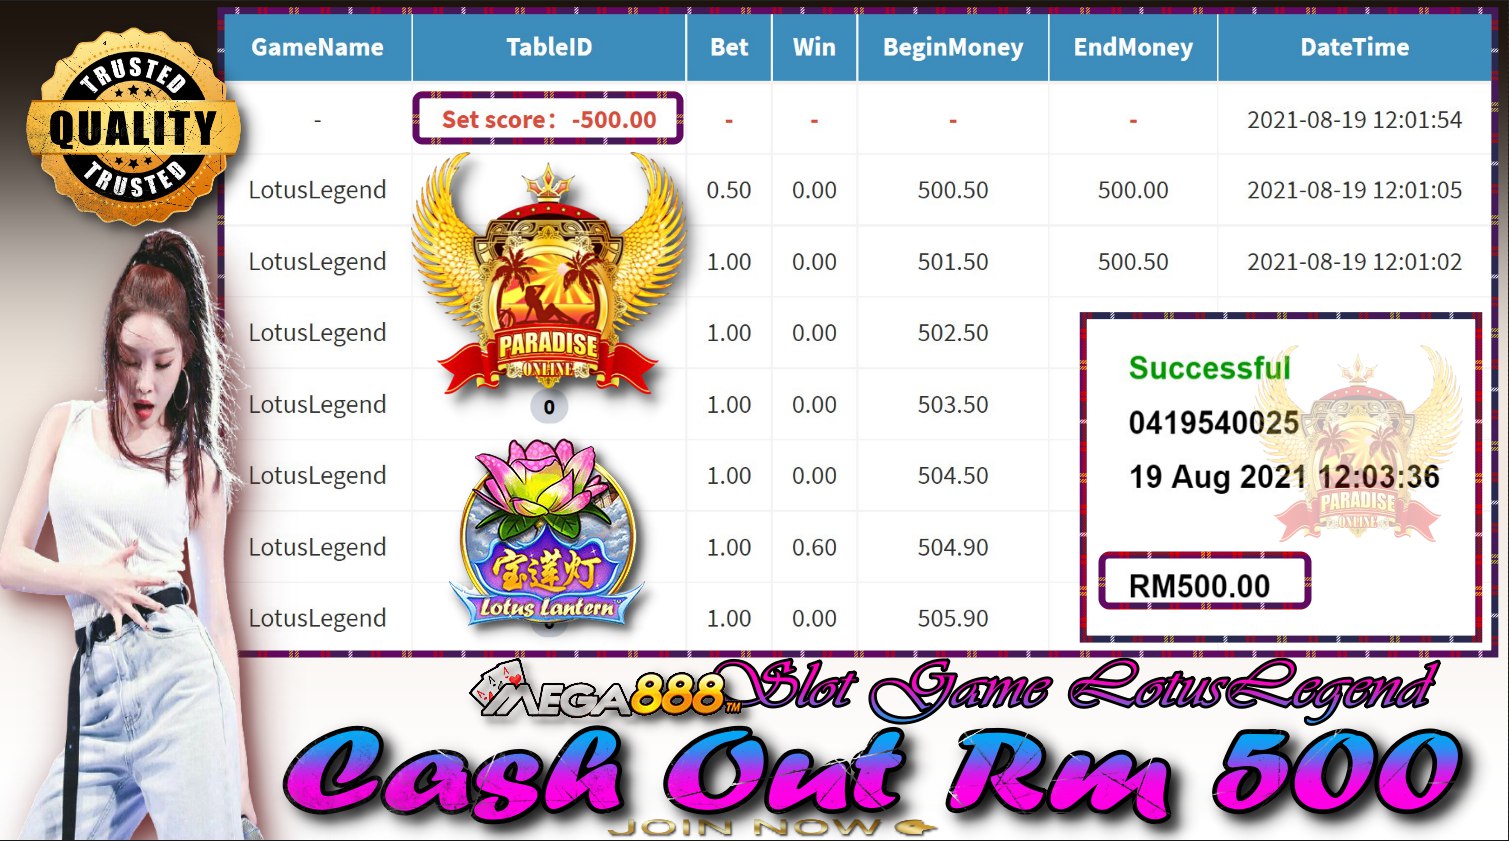 TRUSTED
QUALITY
TRUSTED
GameName TableID Bet Win BeginMoney EndMoney DateTime
- Set score：-500.00 - - - - 2021-08-19 12:01:54
LotusLegend 0.50 0.00 500.50 500.00 2021-08-19 12:01:05
LotusLegend 1.00 0.00 501.50 500.50 2021-08-19 12:01:02
LotusLegend 1.00 0.00 502.50
LotusLegend 0 1.00 0.00 503.50
LotusLegend 1.00 0.00 504.50
LotusLegend 1.00 0.60 504.90
LotusLegend 1.00 0.00 505.90
PARADISE
ONLINE
宝莲灯
Lotus Lantern
Successful
0419540025
19 Aug 2021 12:03:36
RM500.00
PARADISE
ONLINE
MEGA888™ Slot Game LotusLegend
Cash Out Rm 500
JOIN NOW